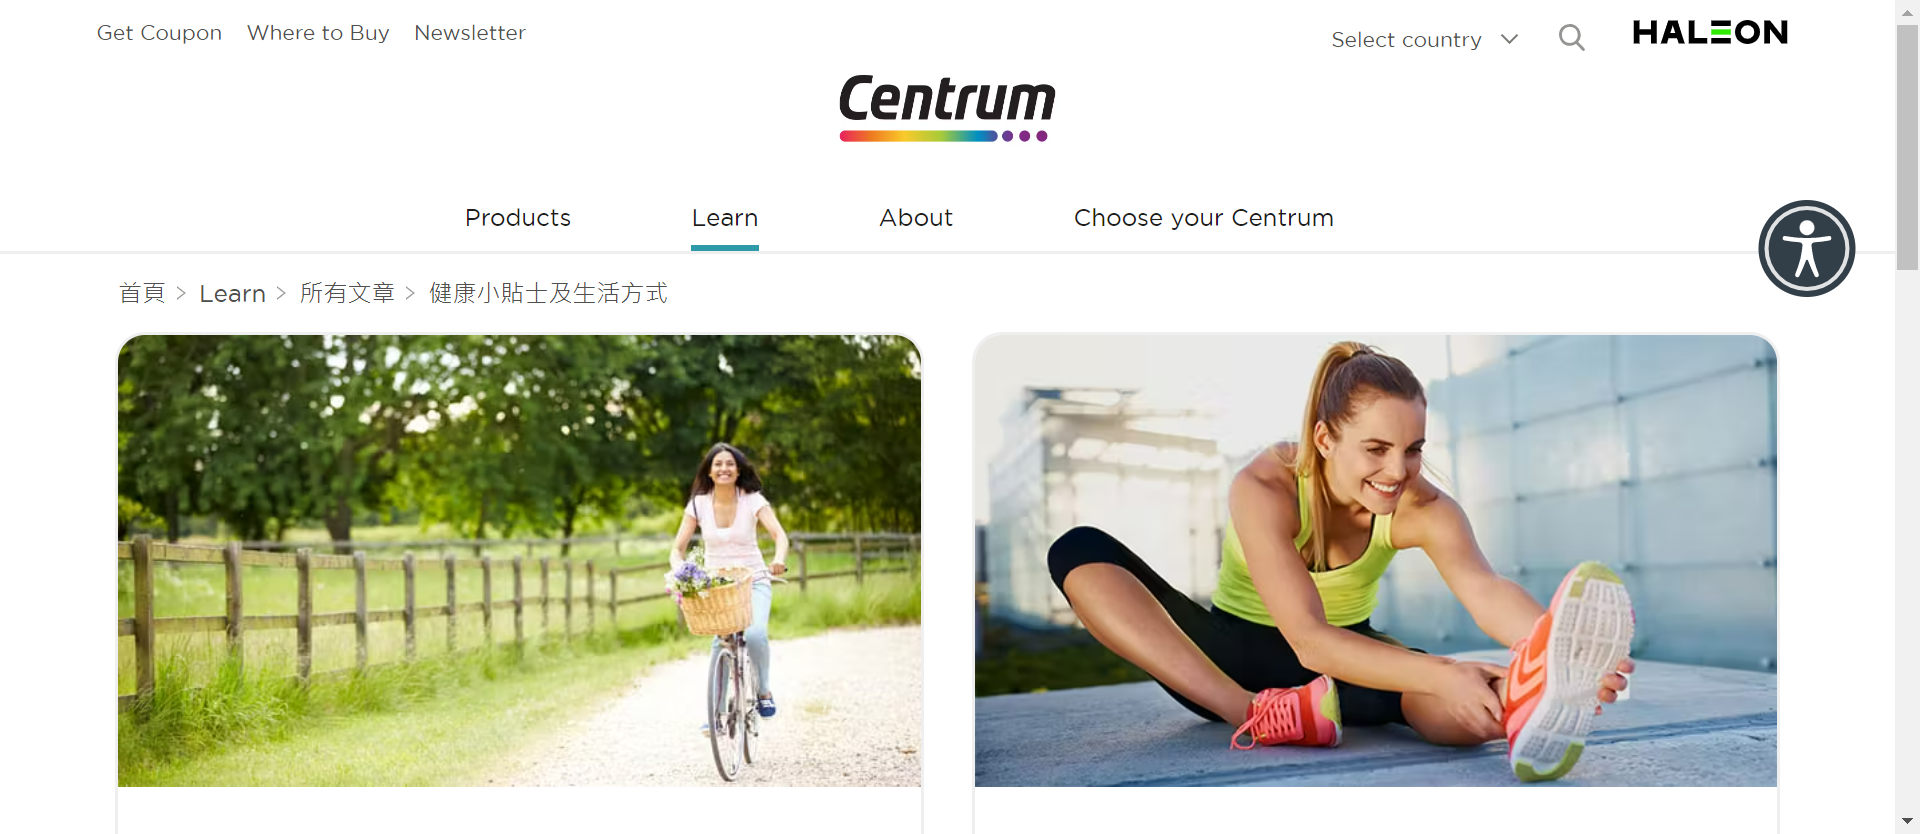 Get Coupon Where to Buy Newsletter
Select country
HALEON
Centrum
Products Learn About Choose your Centrum
首頁 > Learn > 所有文章 > 健康小貼士及生活方式